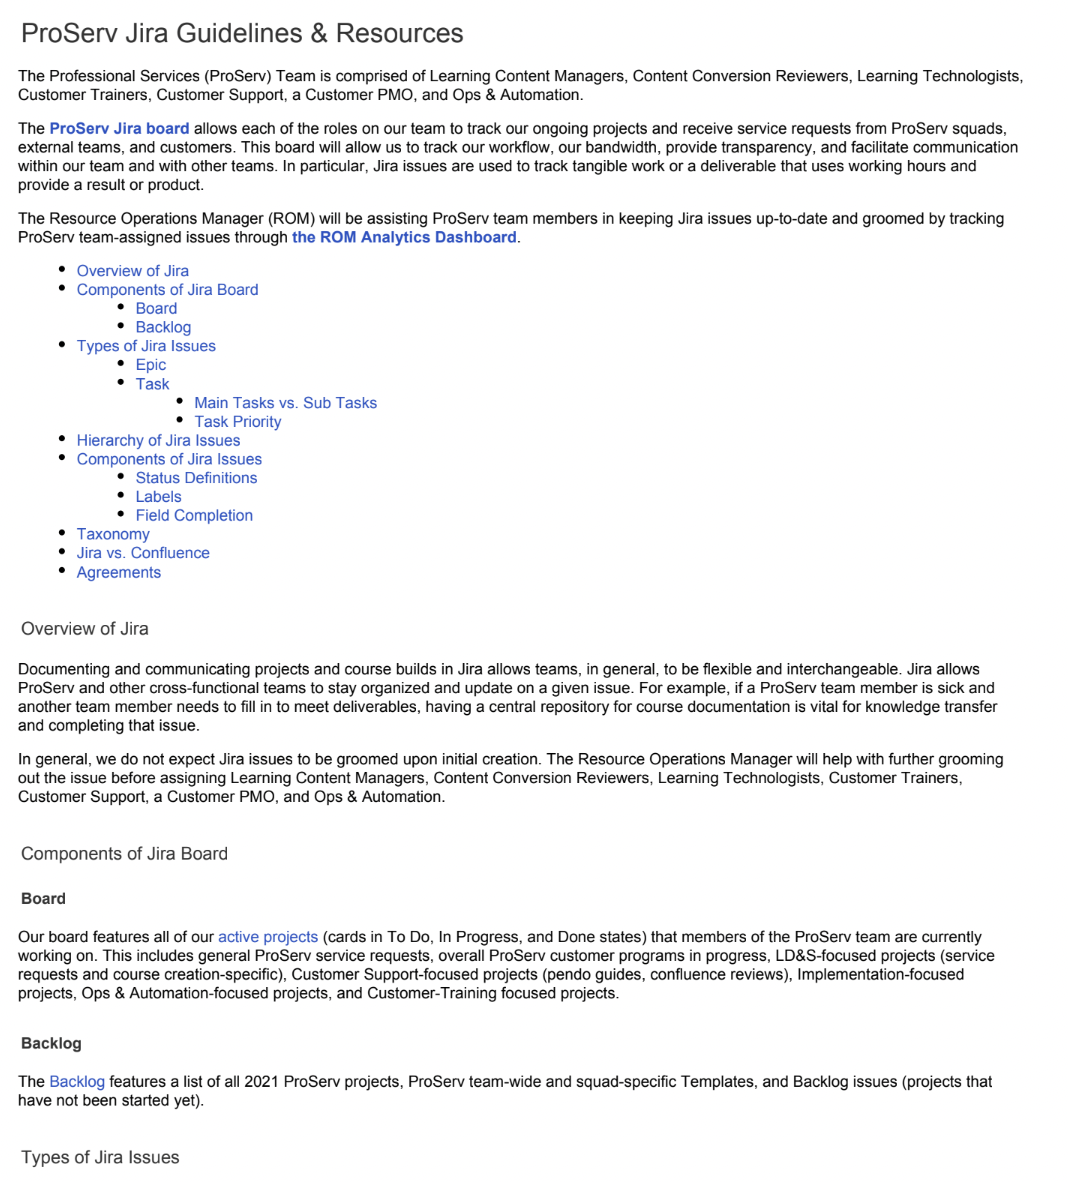 ProServ Jira Guidelines & Resources
The Professional Services (ProServ) Team is comprised of Learning Content Managers, Content Conversion Reviewers, Learning Technologists,
Customer Trainers, Customer Support, a Customer PMO, and Ops & Automation.
The ProServ Jira board allows each of the roles on our team to track our ongoing projects and receive service requests from ProServ squads,
external teams, and customers. This board will allow us to track our workflow, our bandwidth, provide transparency, and facilitate communication
within our team and with other teams. In particular, Jira issues are used to track tangible work or a deliverable that uses working hours and
provide a result or product.
The Resource Operations Manager (ROM) will be assisting ProServ team members in keeping Jira issues up-to-date and groomed by tracking
ProServ team-assigned issues through the ROM Analytics Dashboard.
• Overview of Jira
• Components of Jira Board
• Board
• Backlog
• Types of Jira Issues
• Epic
• Task
• Main Tasks vs. Sub Tasks
• Task Priority
• Hierarchy of Jira Issues
• Components of Jira Issues
• Status Definitions
• Labels
• Field Completion
• Taxonomy
• Jira vs. Confluence
• Agreements
Overview of Jira
Documenting and communicating projects and course builds in Jira allows teams, in general, to be flexible and interchangeable. Jira allows
ProServ and other cross-functional teams to stay organized and update on a given issue. For example, if a ProServ team member is sick and
another team member needs to fill in to meet deliverables, having a central repository for course documentation is vital for knowledge transfer
and completing that issue.
In general, we do not expect Jira issues to be groomed upon initial creation. The Resource Operations Manager will help with further grooming
out the issue before assigning Learning Content Managers, Content Conversion Reviewers, Learning Technologists, Customer Trainers,
Customer Support, a Customer PMO, and Ops & Automation.
Components of Jira Board
Board
Our board features all of our active projects (cards in To Do, In Progress, and Done states) that members of the ProServ team are currently
working on. This includes general ProServ service requests, overall ProServ customer programs in progress, LD&S-focused projects (service
requests and course creation-specific), Customer Support-focused projects (pendo guides, confluence reviews), Implementation-focused
projects, Ops & Automation-focused projects, and Customer-Training focused projects.
Backlog
The Backlog features a list of all 2021 ProServ projects, ProServ team-wide and squad-specific Templates, and Backlog issues (projects that
have not been started yet).
Types of Jira Issues